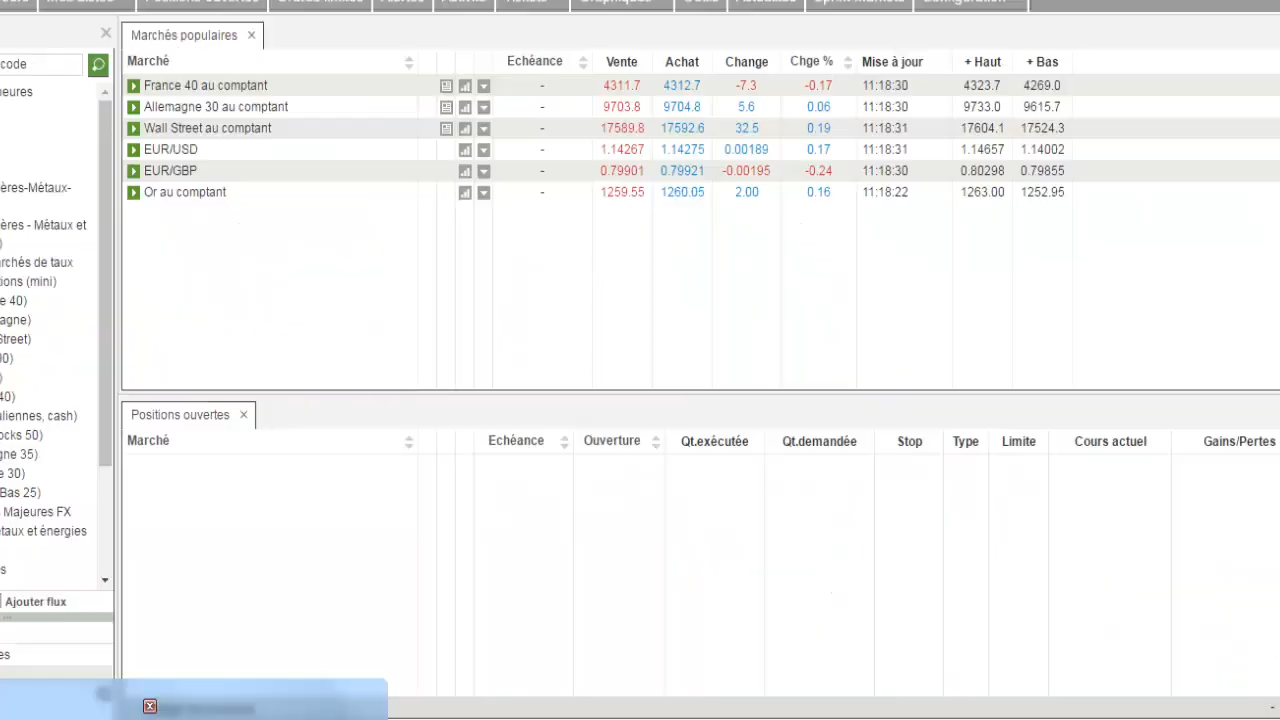 Marchés populaires
Marché Echéance Vente Achat Change Chge % Mise à jour + Haut + Bas
France 40 au comptant - 4311.7 4312.7 -7.3 -0.17 11:18:30 4323.7 4269.0
Allemagne 30 au comptant - 9703.8 9704.8 5.6 0.06 11:18:30 9733.0 9615.7
Wall Street au comptant - 17589.8 17592.6 32.5 0.19 11:18:31 17604.1 17524.3
EUR/USD - 1.14267 1.14275 0.00189 0.17 11:18:31 1.14657 1.14002
EUR/GBP - 0.79901 0.79921 -0.00195 -0.24 11:18:30 0.80298 0.79855
Or au comptant - 1259.55 1260.05 2.00 0.16 11:18:22 1263.00 1252.95
Positions ouvertes
Marché Echéance Ouverture Qt.exécutée Qt.demandée Stop Type Limite Cours actuel Gains/Pertes
code
eures
ères-Métaux-
ères - Métaux et
)
rchés de taux
ions (mini)
e 40)
agne)
Street)
00)
)
40)
aliennes, cash)
ocks 50)
gne 35)
e 30)
Bas 25)
Majeures FX
étaux et énergies
s
Ajouter flux
es